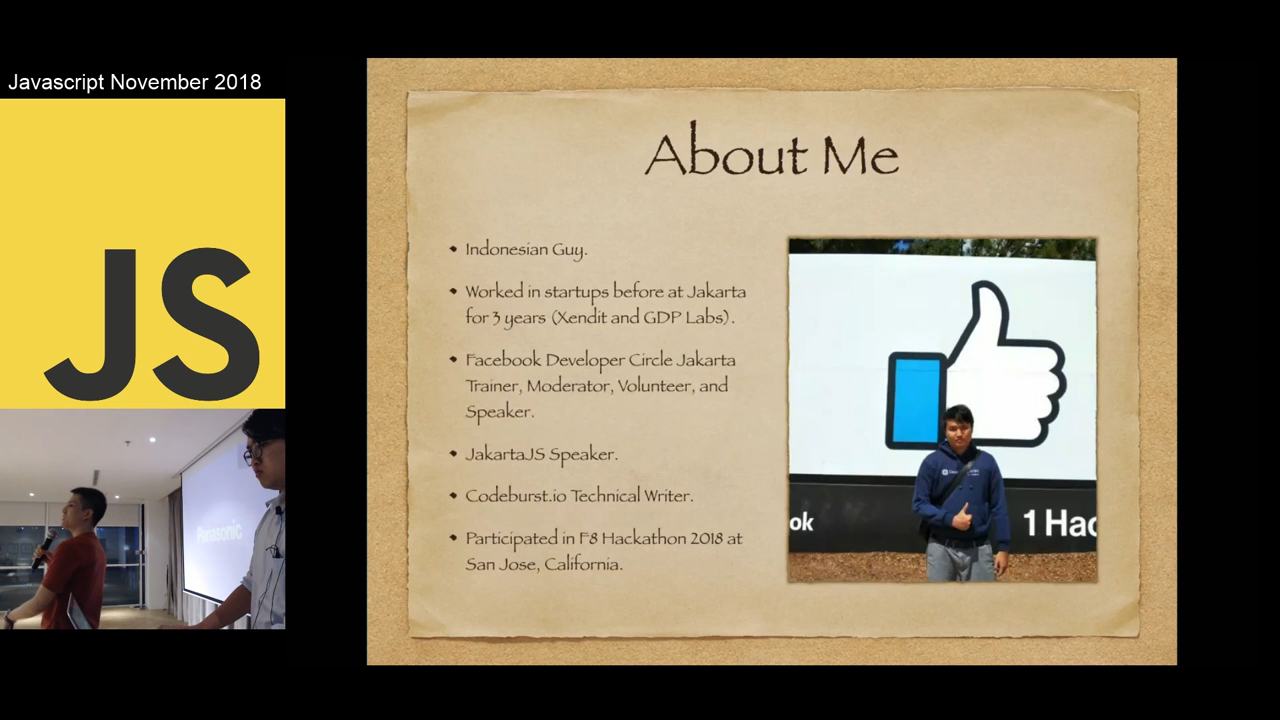 Javascript November 2018
JS
Panasonic
About Me
• Indonesian Guy.
• Worked in startups before at Jakarta
for 3 years (Xendit and GDP Labs).
• Facebook Developer Circle Jakarta
Trainer, Moderator, Volunteer, and
Speaker.
• JakartaJS Speaker.
• Codeburst.io Technical Writer.
• Participated in F8 Hackathon 2018 at
San Jose, California.
ok
1 Hac